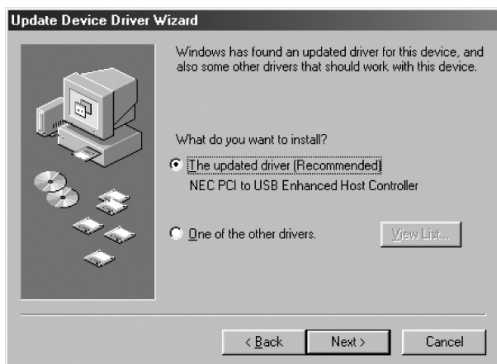 Update Device Driver Wizard
Windows has found an updated driver for this device, and
also some other drivers that should work with this device.
What do you want to install?
The updated driver (Recommended)
NEC PCI to USB Enhanced Host Controller
One of the other drivers.
View List...
< Back
Next >
Cancel